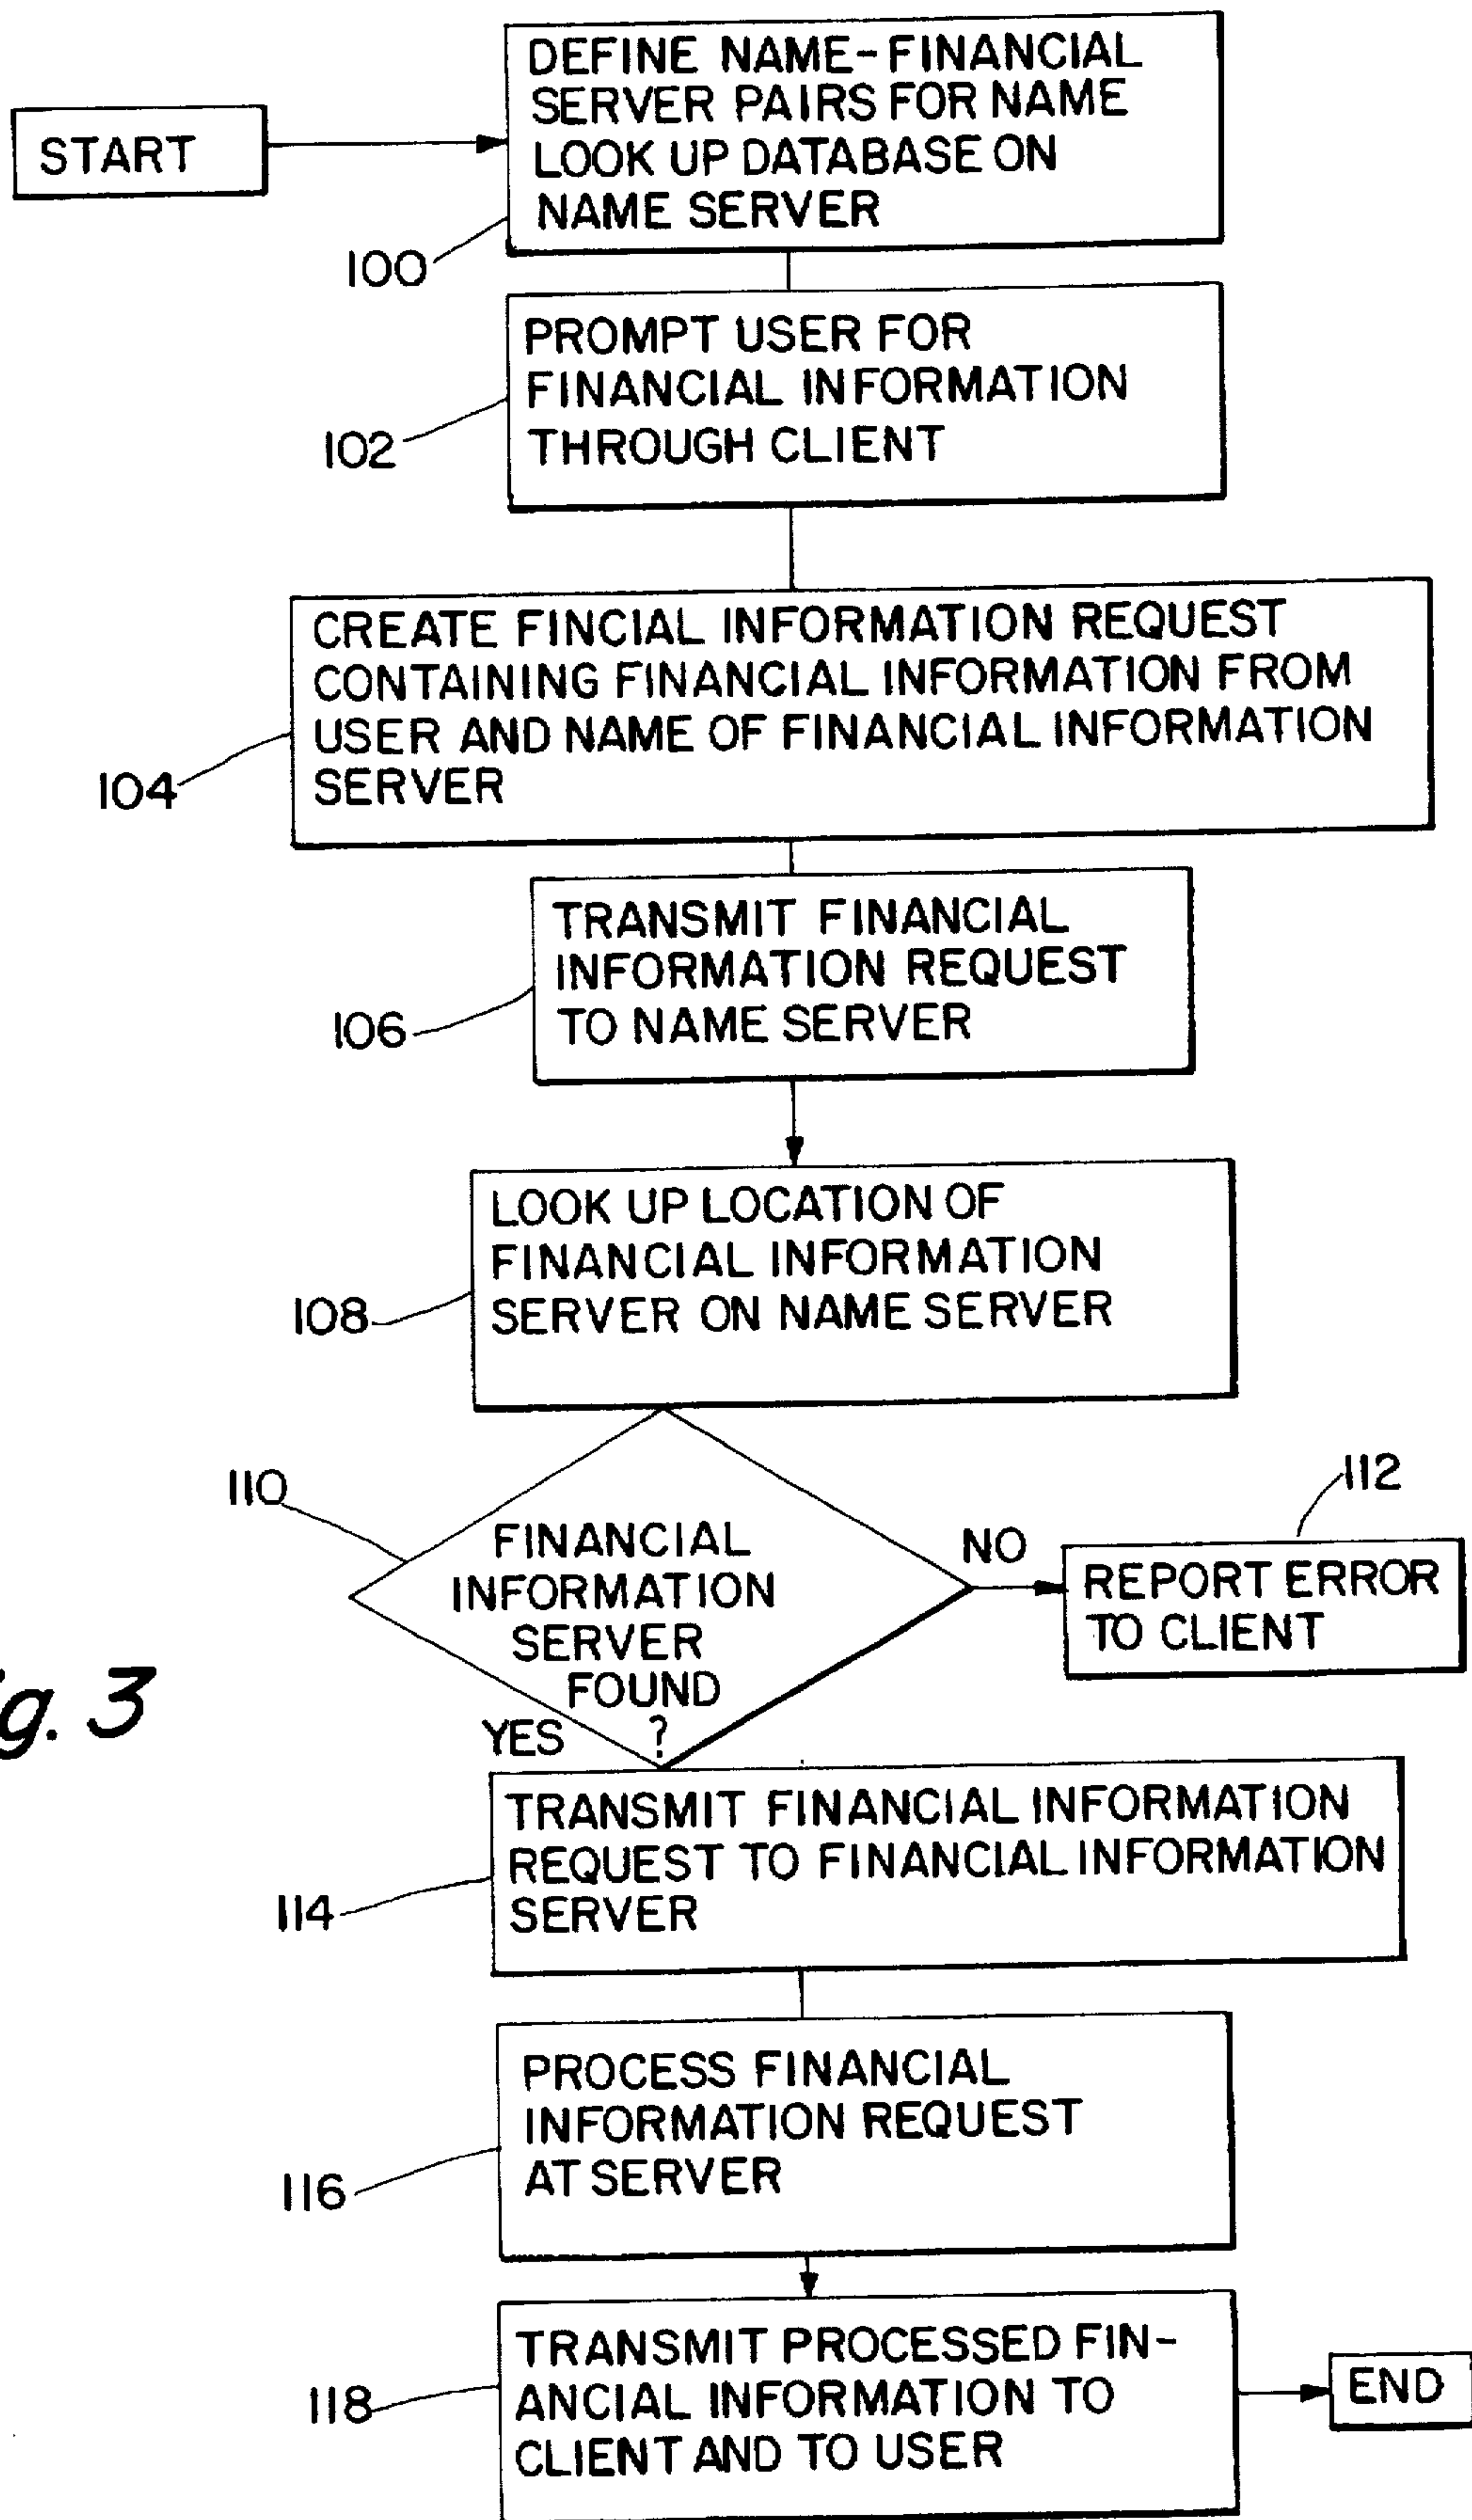 START
DEFINE NAME-FINANCIAL
SERVER PAIRS FOR NAME
LOOK UP DATABASE ON
NAME SERVER
100
PROMPT USER FOR
FINANCIAL INFORMATION
THROUGH CLIENT
102
CREATE FINCIAL INFORMATION REQUEST
CONTAINING FINANCIAL INFORMATION FROM
USER AND NAME OF FINANCIAL INFORMATION
SERVER
104
TRANSMIT FINANCIAL
INFORMATION REQUEST
TO NAME SERVER
106
LOOK UP LOCATION OF
FINANCIAL INFORMATION
SERVER ON NAME SERVER
108
110
FINANCIAL
INFORMATION
SERVER
FOUND
?
NO
112
REPORT ERROR
TO CLIENT
YES
g. 3
TRANSMIT FINANCIAL INFORMATION
REQUEST TO FINANCIAL INFORMATION
SERVER
114
PROCESS FINANCIAL
INFORMATION REQUEST
AT SERVER
116
TRANSMIT PROCESSED FIN-
ANCIAL INFORMATION TO
CLIENT AND TO USER
118
END